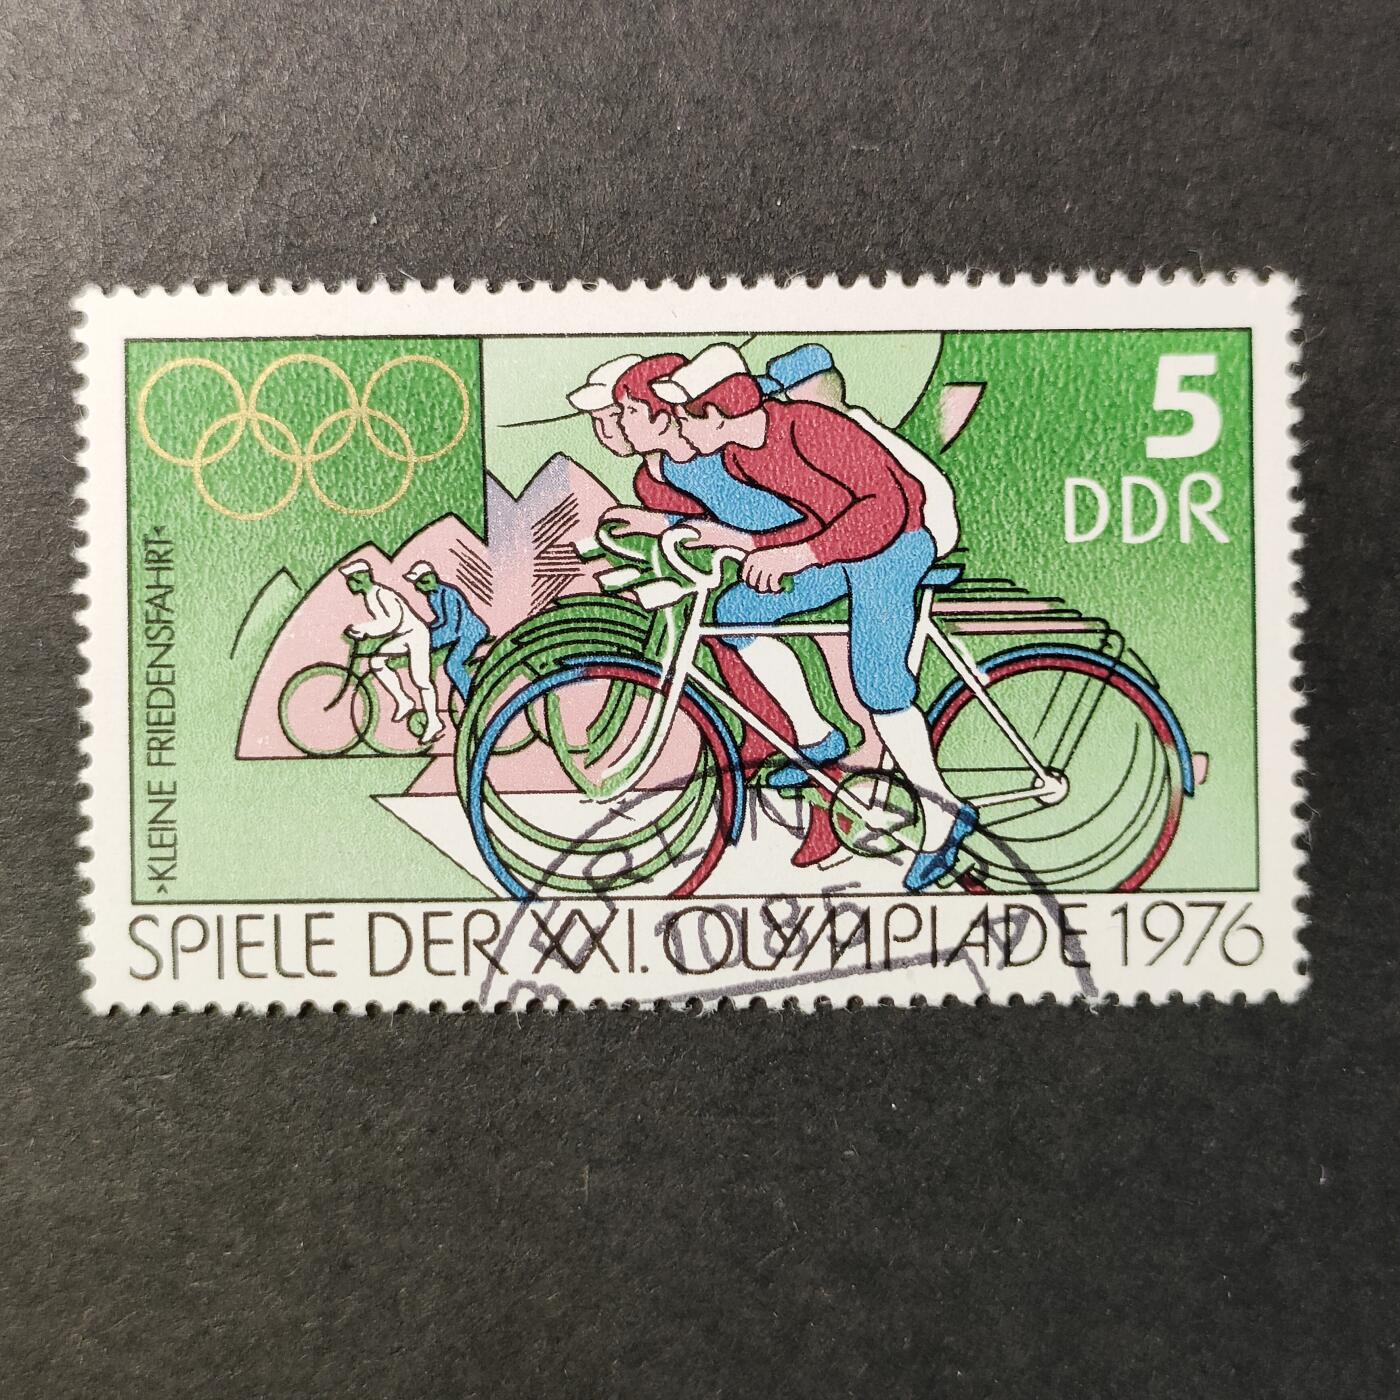 5
DDR
>KLEINE FRIEDENSFAHRT<
SPIELE DER XXI. OLYMPIADE 1976